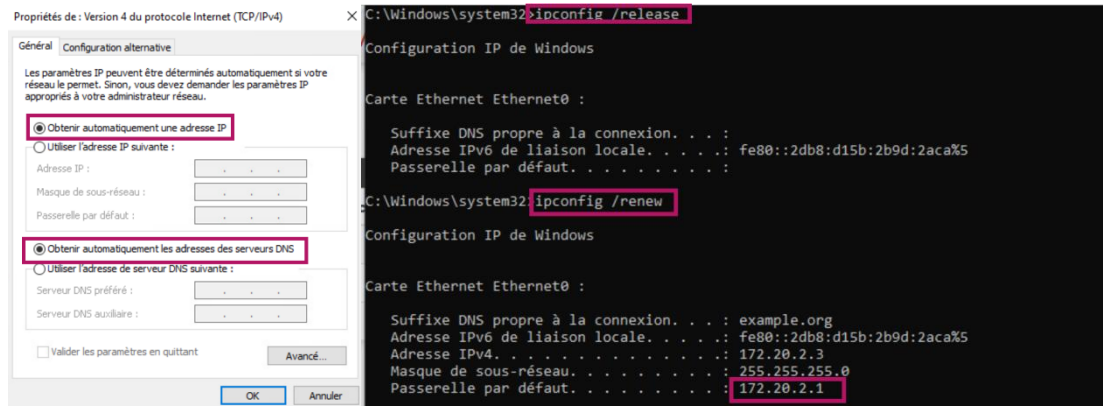 Propriétés de : Version 4 du protocole Internet (TCP/IPv4)
Général Configuration alternative
Les paramètres IP peuvent être déterminés automatiquement si votre
réseau le permet. Sinon, vous devez demander les paramètres IP
appropriés à votre administrateur réseau.
Obtenir automatiquement une adresse IP
Utiliser l'adresse IP suivante :
Adresse IP :
Masque de sous-réseau :
Passerelle par défaut :
Obtenir automatiquement les adresses des serveurs DNS
Utiliser l'adresse de serveur DNS suivante :
Serveur DNS préféré :
Serveur DNS auxiliaire :
Valider les paramètres en quittant
Avancé...
OK Annuler
C:\Windows\system32>ipconfig /release
Configuration IP de Windows
Carte Ethernet Ethernet0 :
Suffixe DNS propre à la connexion. . . :
Adresse IPv6 de liaison locale. . . . .: fe80::2db8:d15b:2b9d:2aca%5
Passerelle par défaut. . . . . . . . . :
C:\Windows\system32>ipconfig /renew
Configuration IP de Windows
Carte Ethernet Ethernet0 :
Suffixe DNS propre à la connexion. . . : example.org
Adresse IPv6 de liaison locale. . . . .: fe80::2db8:d15b:2b9d:2aca%5
Adresse IPv4. . . . . . . . . . . . . .: 172.20.2.3
Masque de sous-réseau. . . . . . . . . : 255.255.255.0
Passerelle par défaut. . . . . . . . . : 172.20.2.1